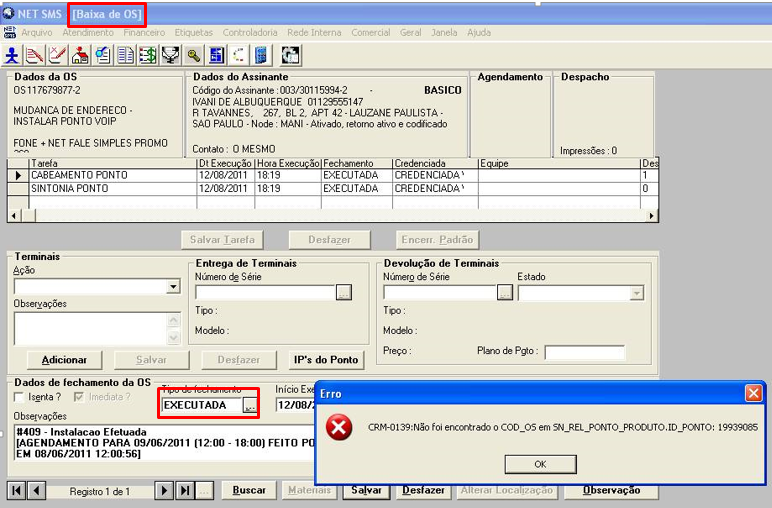 NET SMS - [Baixa de OS]
Arquivo Atendimento Financeiro Etiquetas Controladoria Rede Interna Comercial Geral Janela Ajuda
Dados da OS
OS117679877-2
MUDANCA DE ENDERECO -
INSTALAR PONTO VOIP
FONE + NET FALE SIMPLES PROMO
Dados do Assinante
Código do Assinante : 003/30115994-2 - BASICO
IVANI DE ALBUQUERQUE 01129555147
R TAVANNES, 267, BL 2, APT 42 - LAUZANE PAULISTA -
SAO PAULO - Node : MANI - Ativado, retorno ativo e codificado
Contato : O MESMO
Agendamento
Despacho
Impressões : 0
Tarefa Dt Execução Hora Execução Fechamento Credenciada Equipe Des
CABEAMENTO PONTO 12/08/2011 18:19 EXECUTADA CREDENCIADA 1
SINTONIA PONTO 12/08/2011 18:19 EXECUTADA CREDENCIADA 0
Salvar Tarefa Desfazer Encerr. Padrão
Terminais
Ação
Observações
Entrega de Terminais
Número de Série
...
Tipo :
Modelo :
Devolução de Terminais
Número de Série Estado
...
Tipo :
Modelo :
Preço : Plano de Pgto :
Adicionar Salvar Desfazer IP's do Ponto
Dados de fechamento da OS
Isenta ? Imediata ?
Tipo de fechamento
EXECUTADA ...
Início Exe
12/08/2
Observações
#409 - Instalacao Efetuada
[AGENDAMENTO PARA 09/06/2011 (12:00 - 18:00) FEITO PO
EM 08/06/2011 12:00:56]
Erro
CRM-0139:Não foi encontrado o COD_OS em SN_REL_PONTO_PRODUTO.ID_PONTO: 19939085
OK
Registro 1 de 1 ... Buscar Materiais Salvar Desfazer Alterar Localização Observação